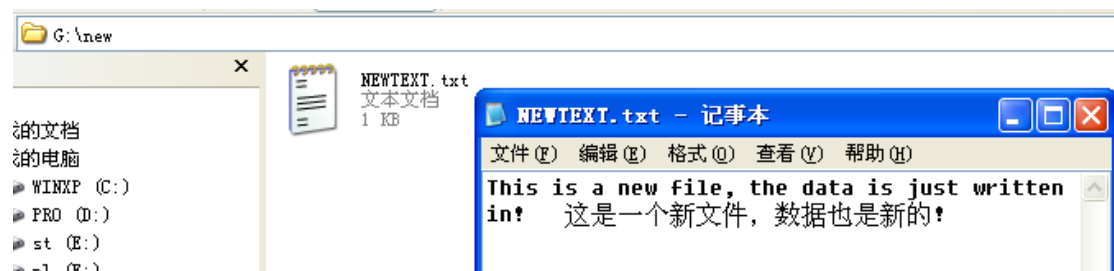 G:\new
NEWTEXT.txt
文本文档
1 KB
我的文档
我的电脑
WINXP (C:)
PRO (D:)
st (E:)
NEWTEXT.txt - 记事本
文件(F) 编辑(E) 格式(O) 查看(V) 帮助(H)
This is a new file, the data is just written
in! 这是一个新文件，数据也是新的！